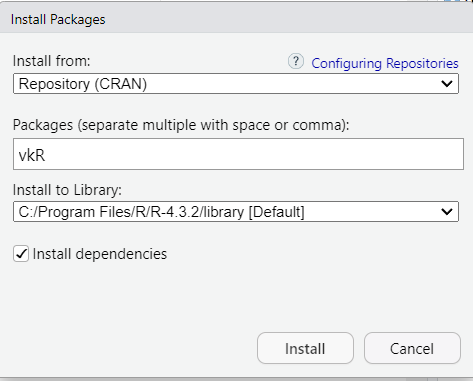 Install Packages
Install from:
? Configuring Repositories
Repository (CRAN)
Packages (separate multiple with space or comma):
vkR
Install to Library:
C:/Program Files/R/R-4.3.2/library [Default]
Install dependencies
Install Cancel